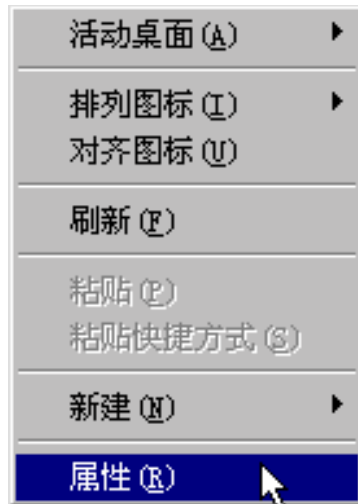 活动桌面(A)
排列图标(I)
对齐图标(U)
刷新(F)
粘贴(P)
粘贴快捷方式(S)
新建(N)
属性(R)